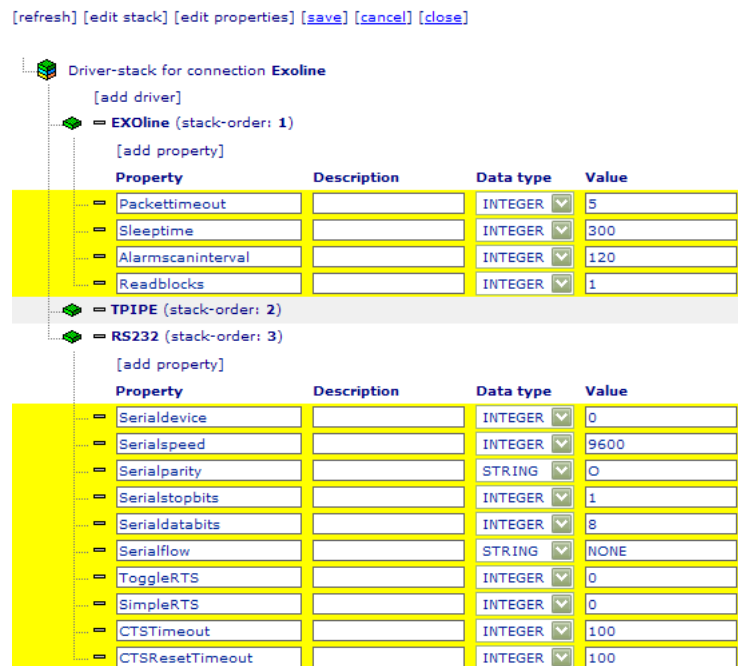 [refresh] [edit stack] [edit properties] [save] [cancel] [close]
Driver-stack for connection Exoline
[add driver]
EXOline (stack-order: 1)
[add property]
Property Description Data type Value
Packettimeout INTEGER 5
Sleeptime INTEGER 300
Alarmscaninterval INTEGER 120
Readblocks INTEGER 1
TPIPE (stack-order: 2)
RS232 (stack-order: 3)
[add property]
Property Description Data type Value
Serialdevice INTEGER 0
Serialspeed INTEGER 9600
Serialparity STRING O
Serialstopbits INTEGER 1
Serialdatabits INTEGER 8
Serialflow STRING NONE
ToggleRTS INTEGER 0
SimpleRTS INTEGER 0
CTSTimeout INTEGER 100
CTSResetTimeout INTEGER 100